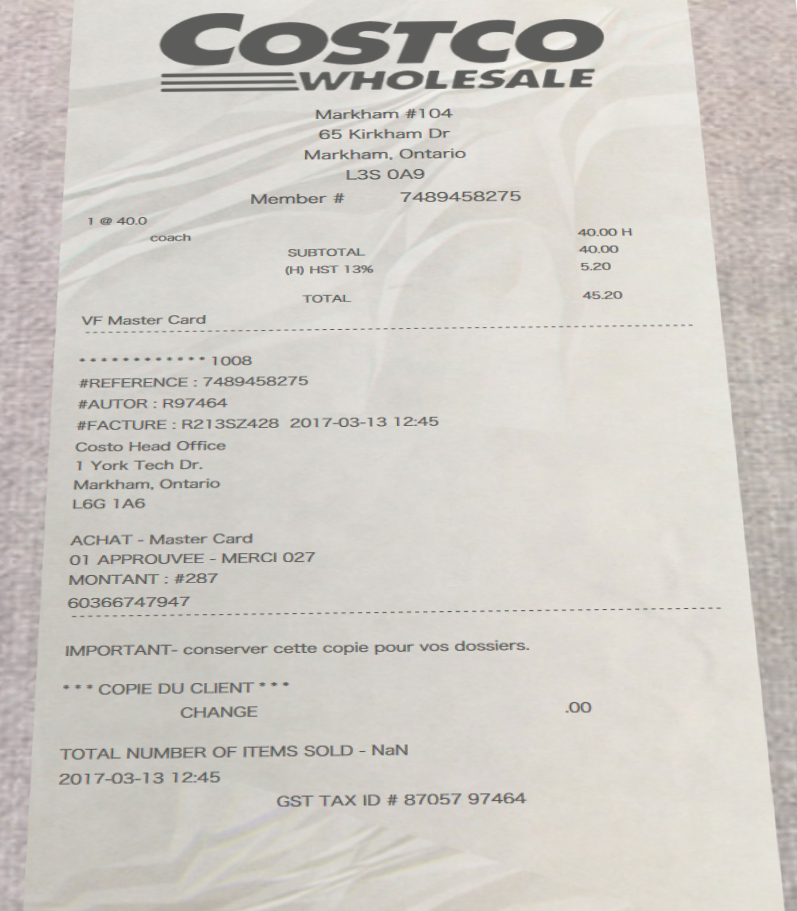 COSTCO
WHOLESALE
Markham #104
65 Kirkham Dr
Markham, Ontario
L3S 0A9
Member # 7489458275
1 @ 40.0
coach 40.00 H
SUBTOTAL 40.00
(H) HST 13% 5.20
TOTAL 45.20
VF Master Card
------------------------------------------------------------
* * * * * * * * * * * * 1008
#REFERENCE : 7489458275
#AUTOR : R97464
#FACTURE : R213SZ428 2017-03-13 12:45
Costo Head Office
1 York Tech Dr.
Markham, Ontario
L6G 1A6
ACHAT - Master Card
01 APPROUVEE - MERCI 027
MONTANT : #287
60366747947
------------------------------------------------------------
IMPORTANT- conserver cette copie pour vos dossiers.
* * * COPIE DU CLIENT * * *
CHANGE .00
TOTAL NUMBER OF ITEMS SOLD - NaN
2017-03-13 12:45
GST TAX ID # 87057 97464